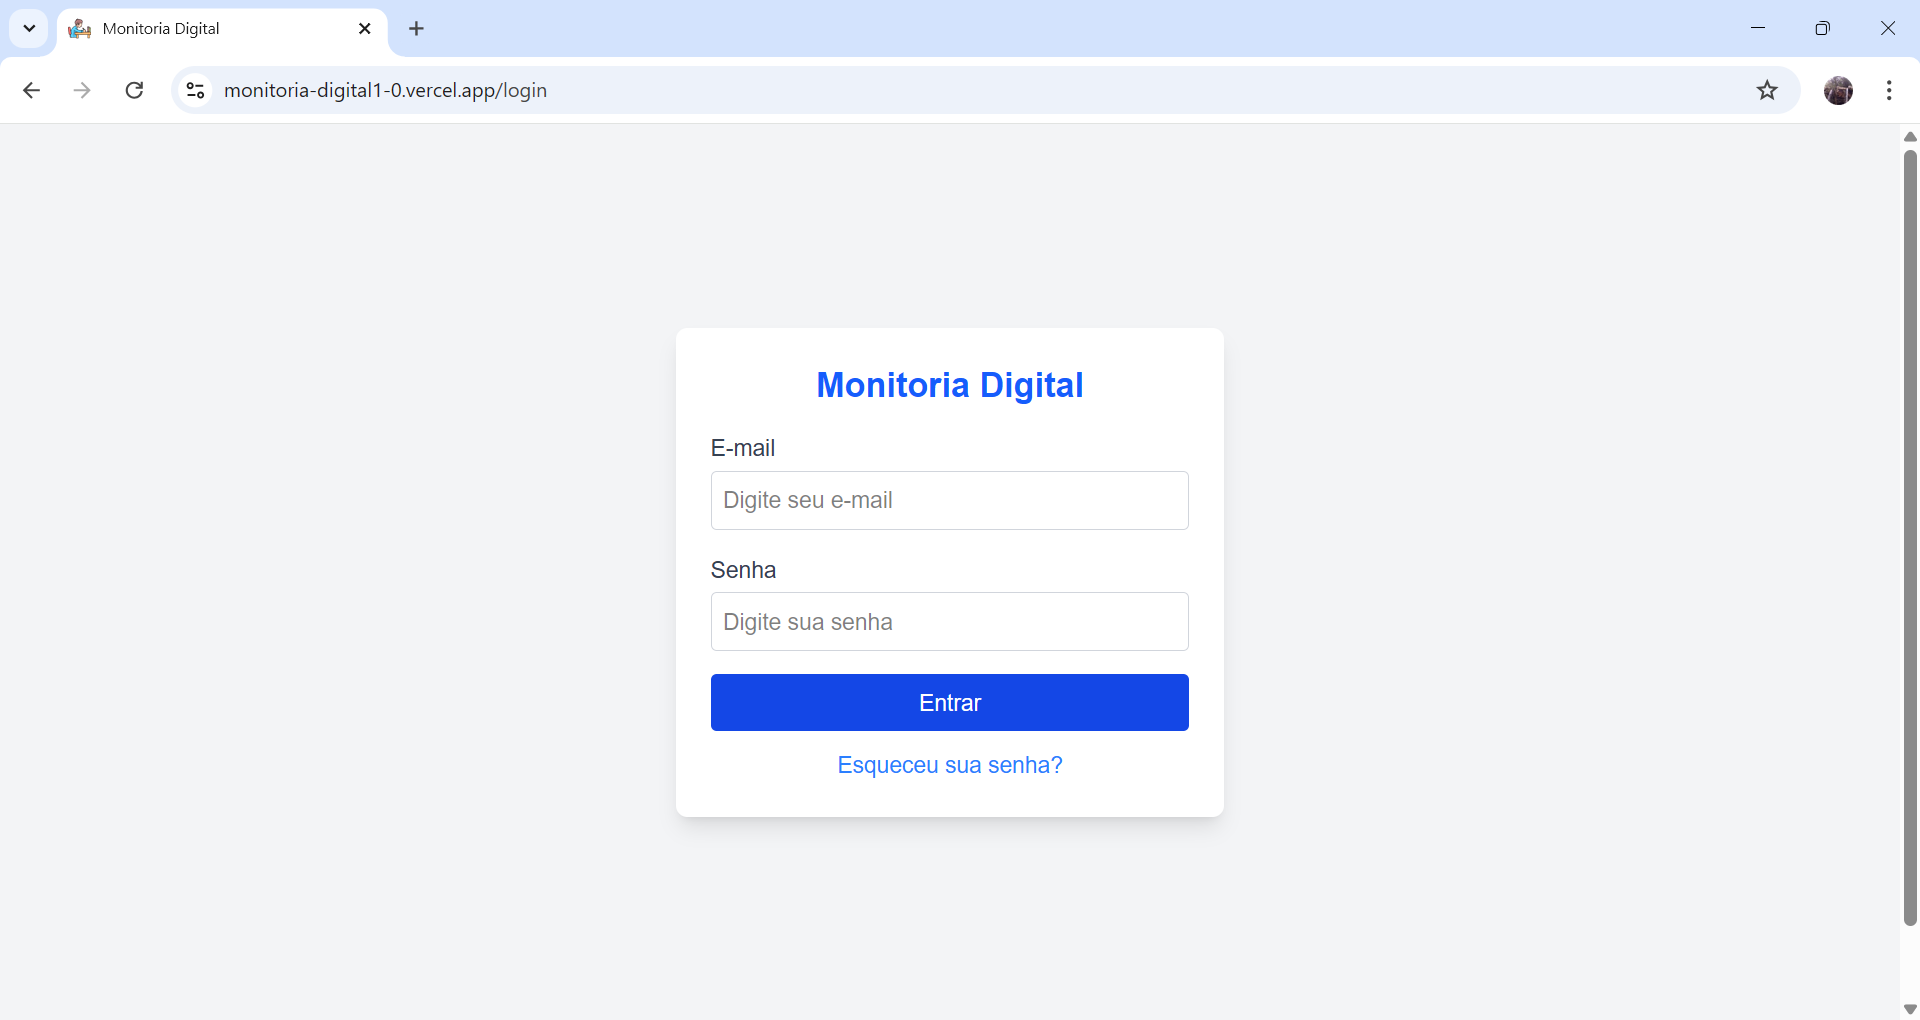 Monitoria Digital
monitoria-digital1-0.vercel.app/login
Monitoria Digital
E-mail
Digite seu e-mail
Senha
Digite sua senha
Entrar
Esqueceu sua senha?